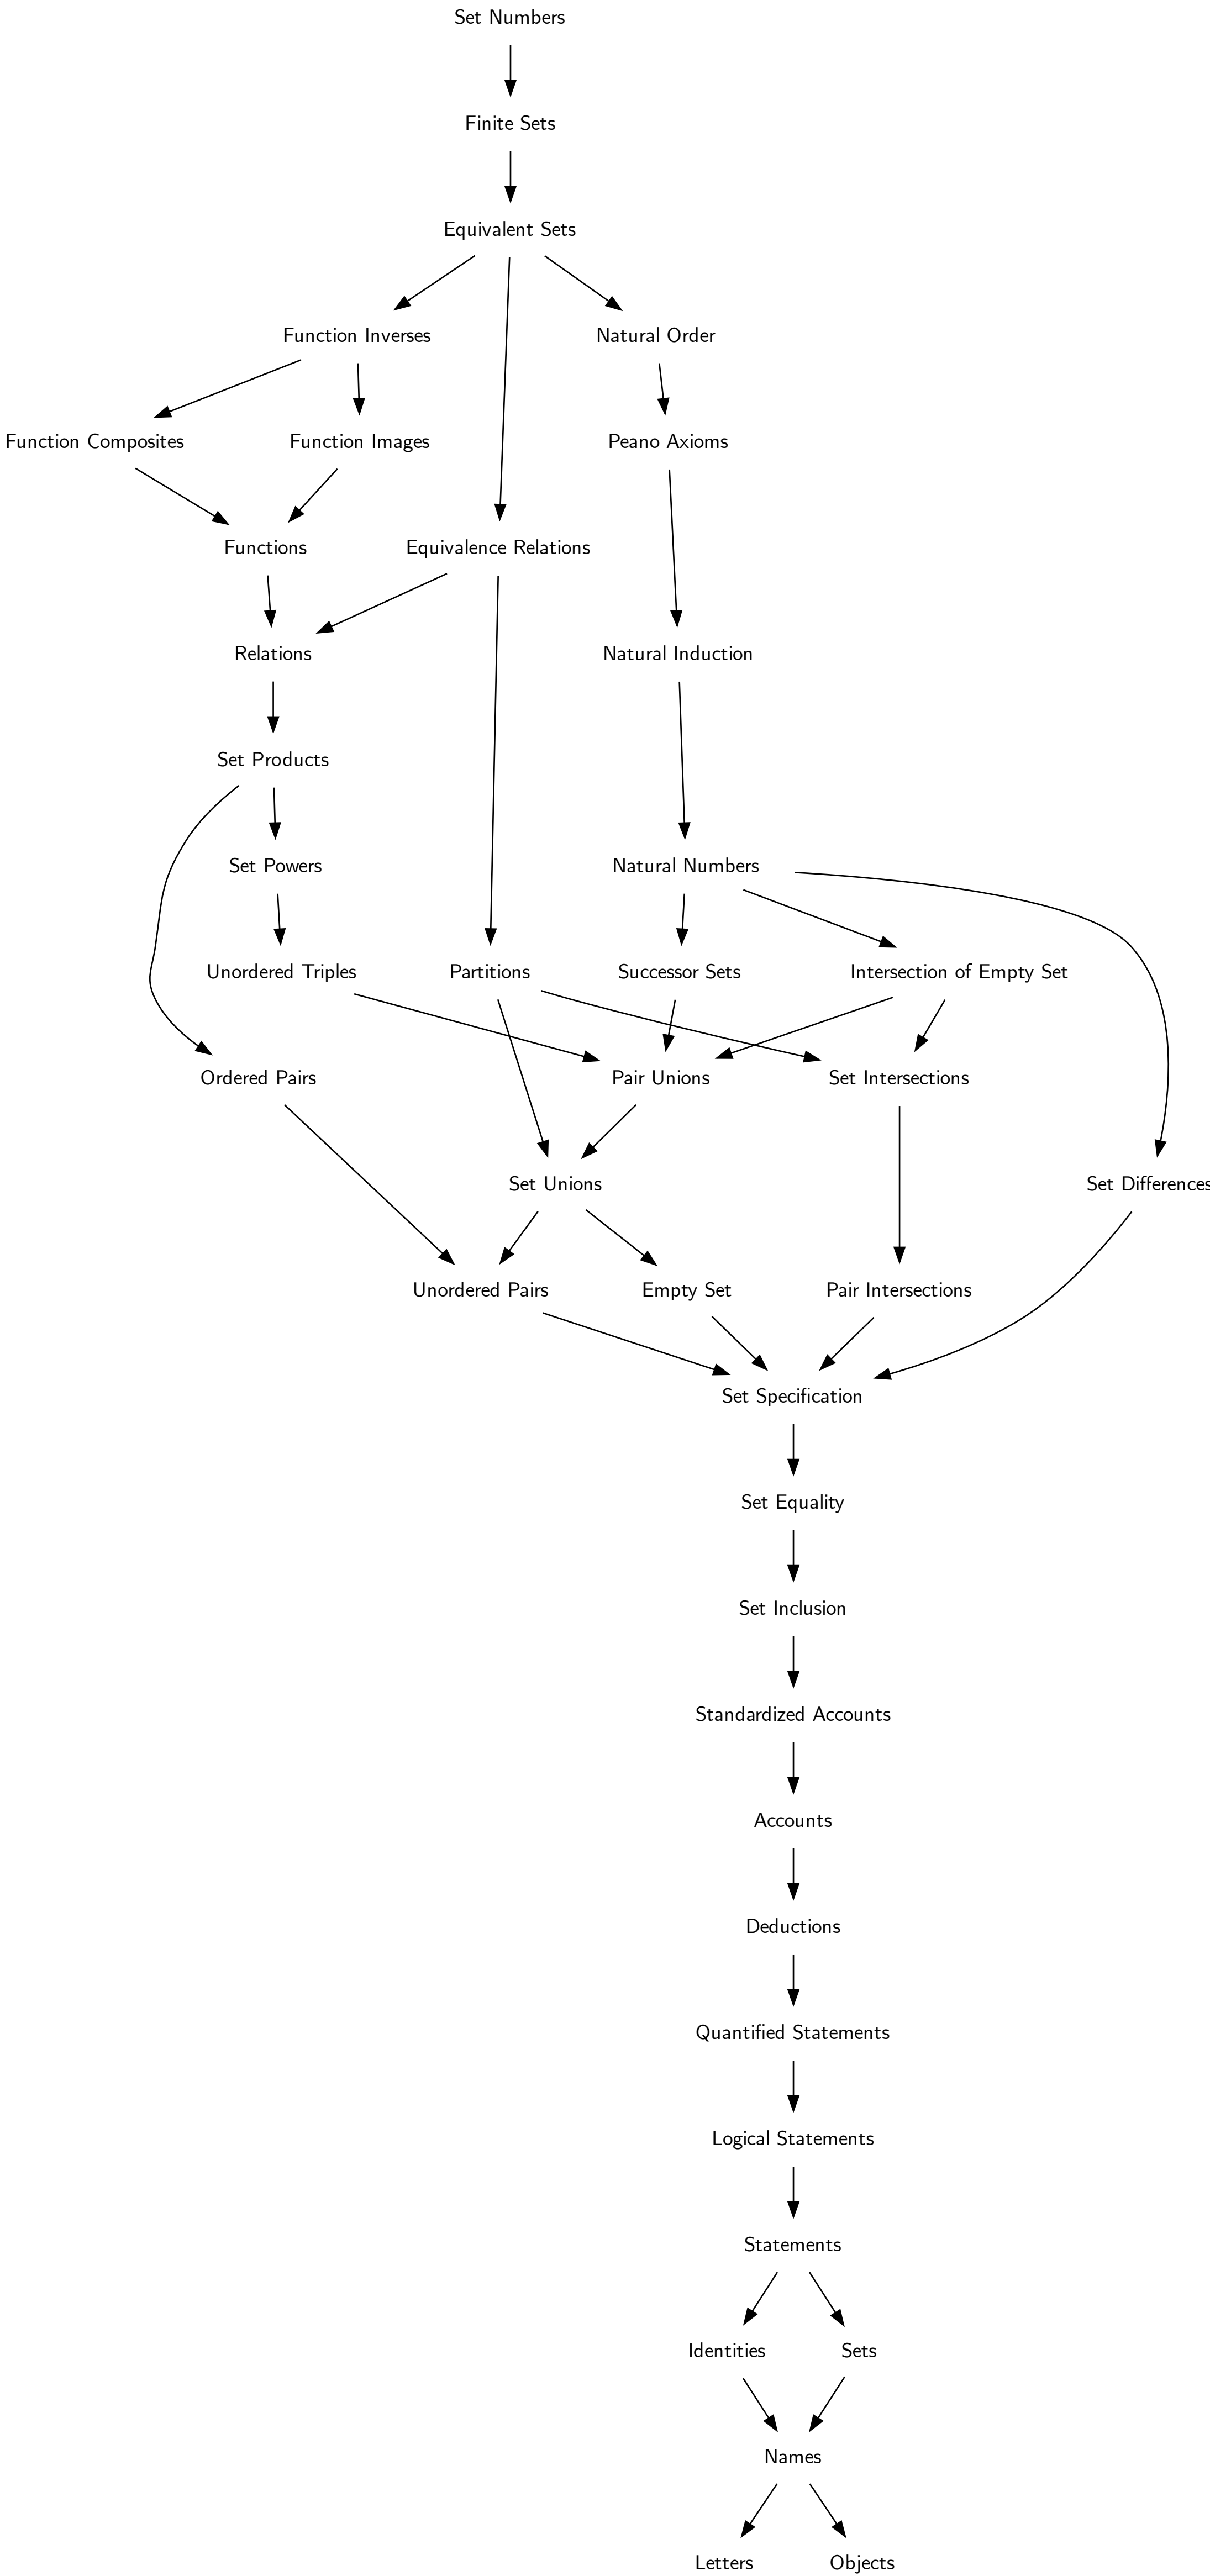 Set Numbers
Finite Sets
Equivalent Sets
Function Inverses
Natural Order
Function Composites
Function Images
Peano Axioms
Functions
Equivalence Relations
Relations
Natural Induction
Set Products
Set Powers
Natural Numbers
Unordered Triples
Partitions
Successor Sets
Intersection of Empty Set
Ordered Pairs
Pair Unions
Set Intersections
Set Unions
Set Differences
Unordered Pairs
Empty Set
Pair Intersections
Set Specification
Set Equality
Set Inclusion
Standardized Accounts
Accounts
Deductions
Quantified Statements
Logical Statements
Statements
Identities
Sets
Names
Letters
Objects